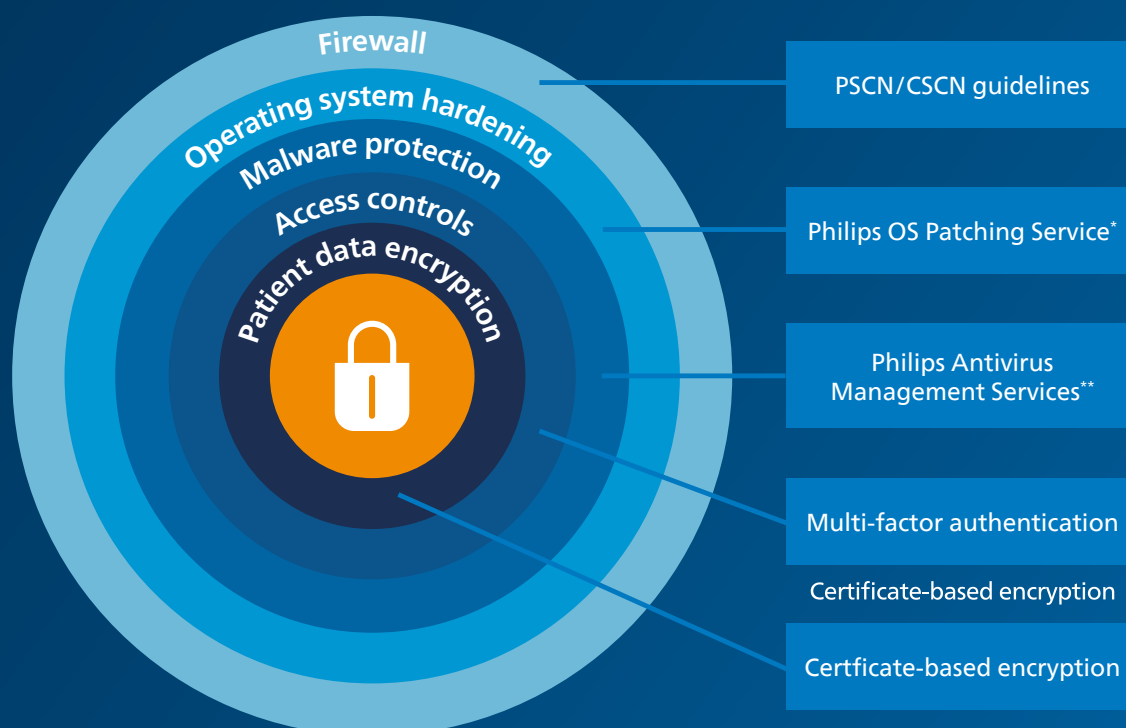 Firewall
Operating system hardening
Malware protection
Access controls
Patient data encryption
PSCN/CSCN guidelines
Philips OS Patching Service*
Philips Antivirus
Management Services**
Multi-factor authentication
Certificate-based encryption
Certficate-based encryption